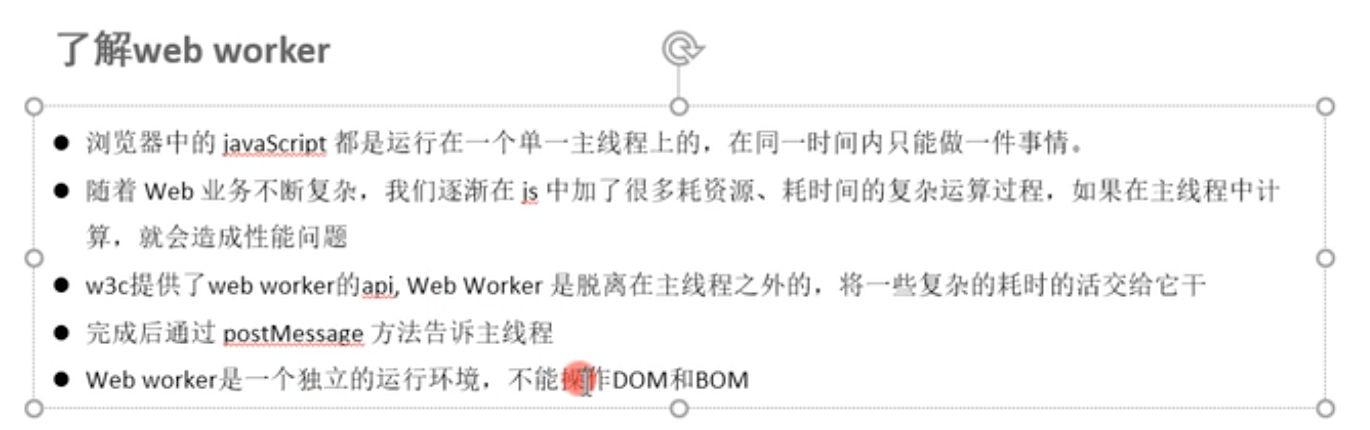 了解web worker
● 浏览器中的 javaScript 都是运行在一个单一主线程上的，在同一时间内只能做一件事情。
● 随着 Web 业务不断复杂，我们逐渐在 js 中加了很多耗资源、耗时间的复杂运算过程，如果在主线程中计
算，就会造成性能问题
● w3c提供了web worker的api, Web Worker 是脱离在主线程之外的，将一些复杂的耗时的活交给它干
● 完成后通过 postMessage 方法告诉主线程
● Web worker是一个独立的运行环境，不能操作DOM和BOM